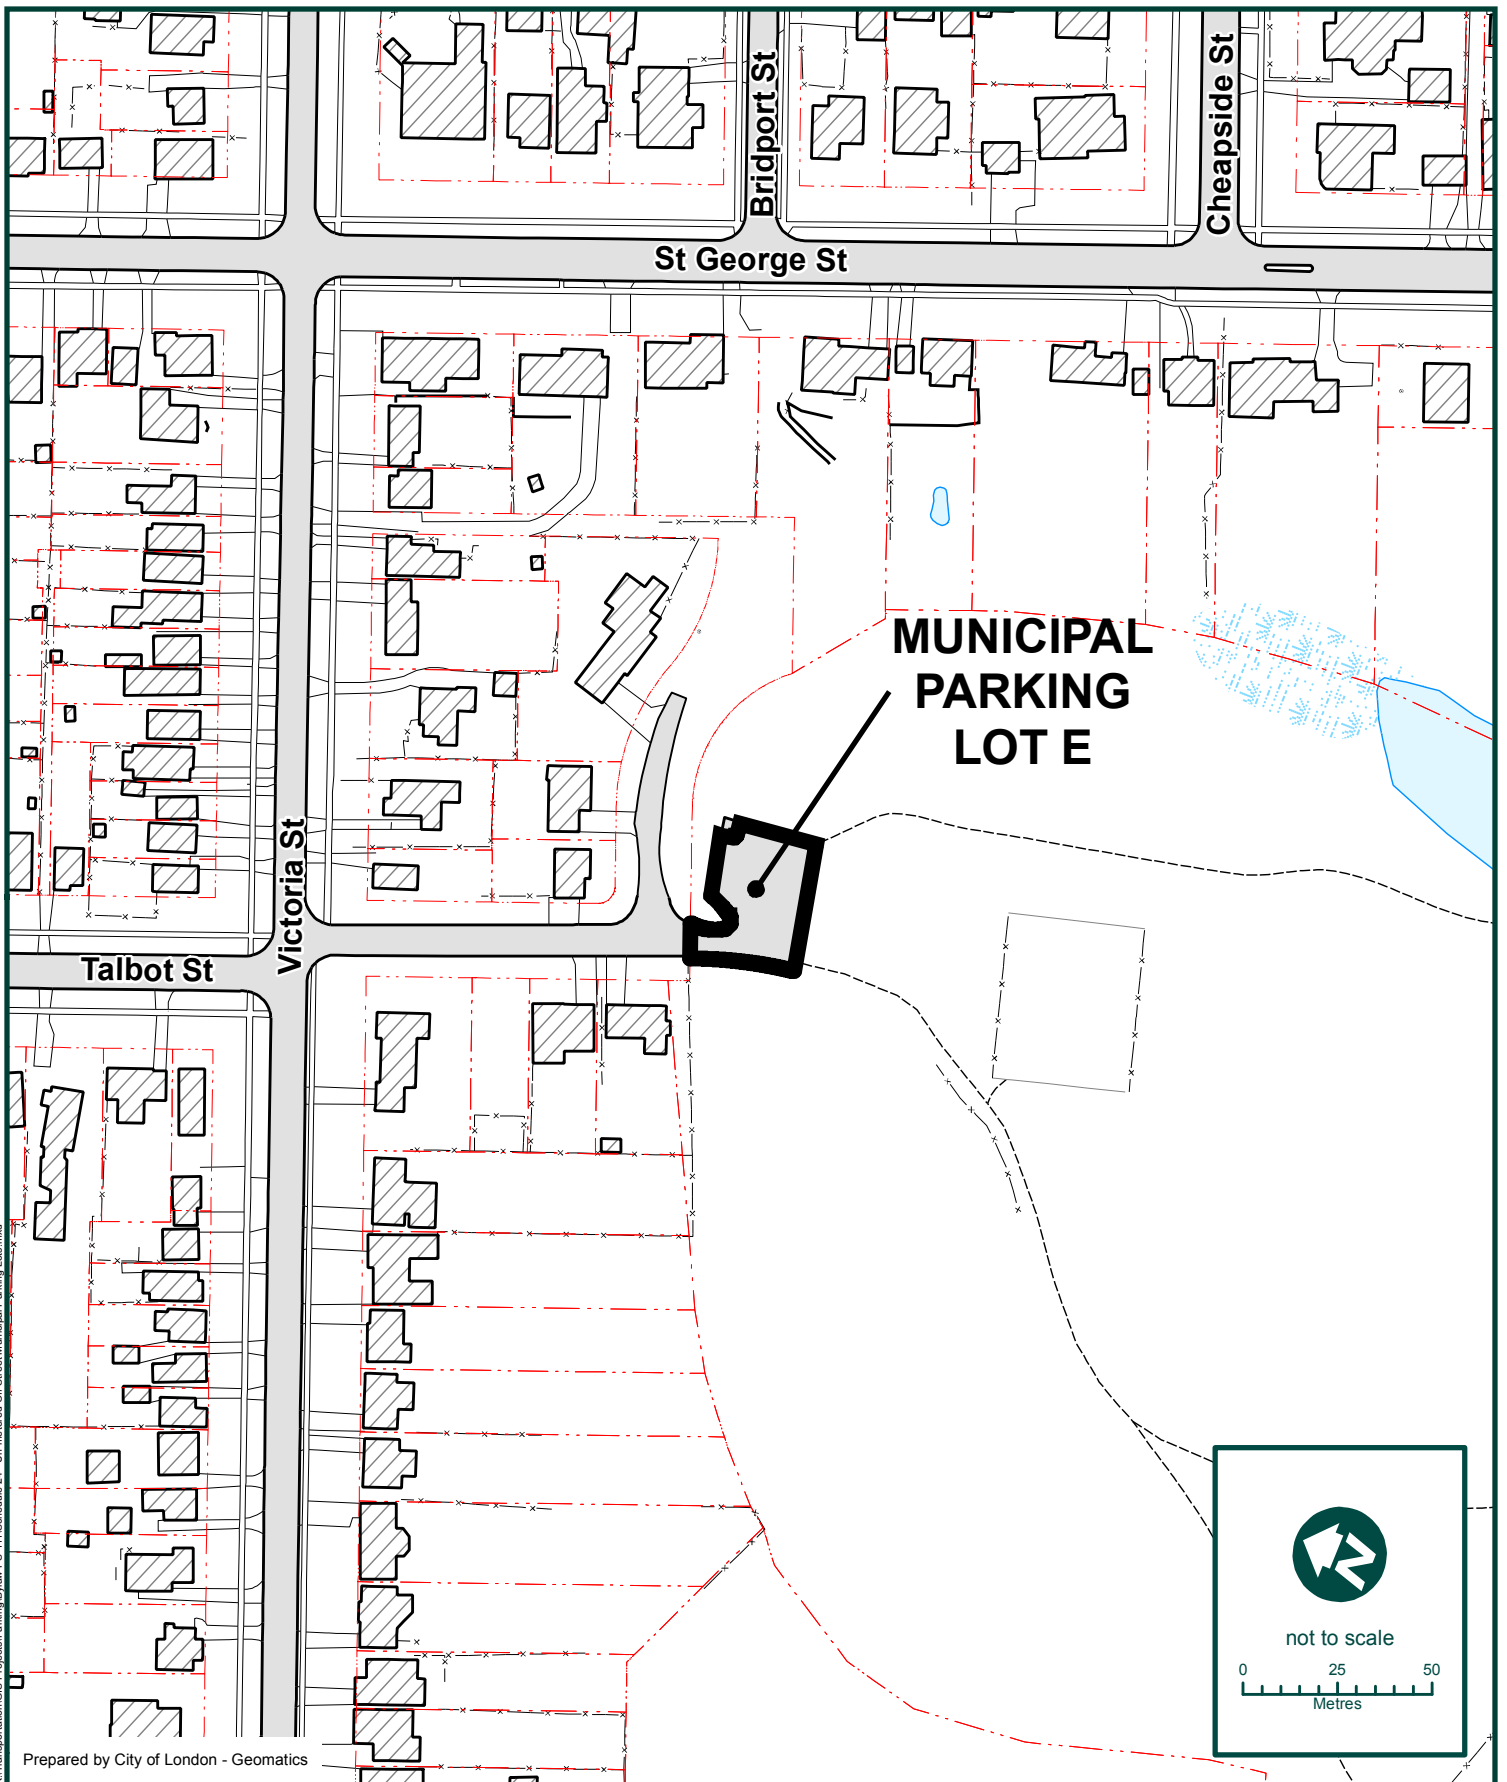 Bridport St
Cheapside St
St George St
MUNICIPAL
PARKING
LOT E
Victoria St
Talbot St
N
not to scale
0 25 50
Metres
Prepared by City of London - Geomatics